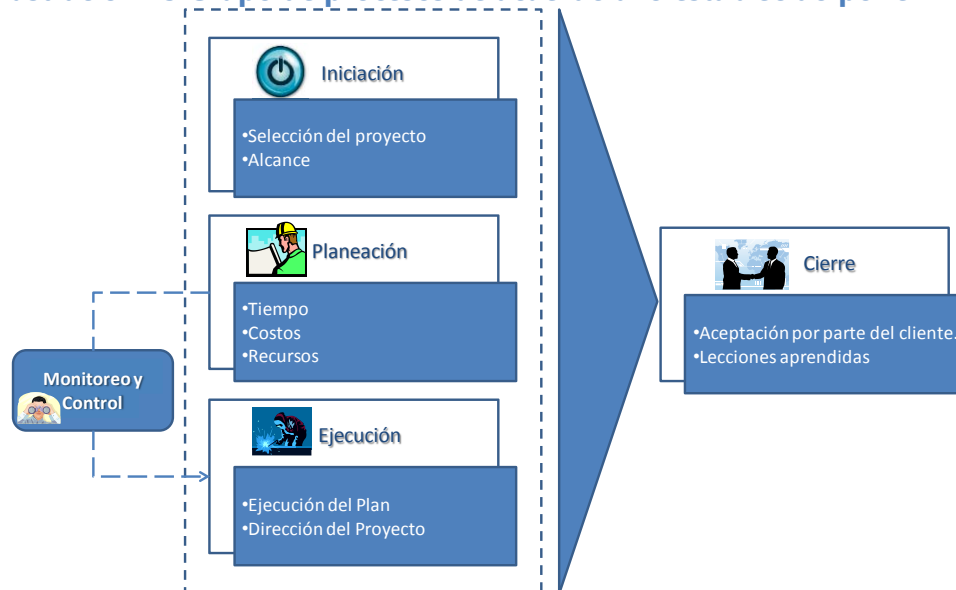 Iniciación
•Selección del proyecto
•Alcance
Planeación
•Tiempo
•Costos
•Recursos
Monitoreo y
Control
Ejecución
•Ejecución del Plan
•Dirección del Proyecto
Cierre
•Aceptación por parte del cliente.
•Lecciones aprendidas